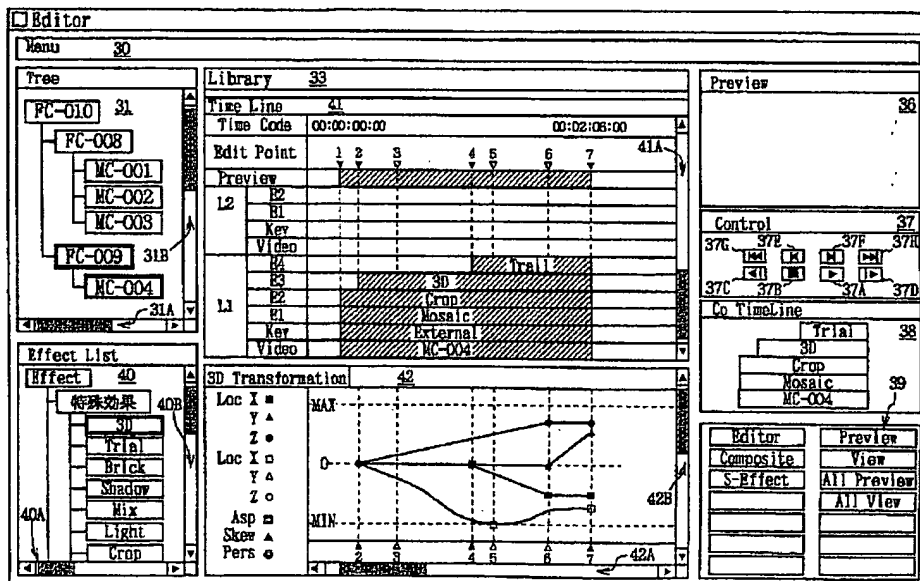 Editor
Menu 30
Tree
FC-010 31
FC-008
MC-001
MC-002
MC-003
31B
FC-009
MC-004
31A
Effect List
Effect 40
40B
特殊効果
3D
Trial
Brick
Shadow
Mix
Light
Crop
40A
Library 33
Time Line 41
Time Code 00:00:00:00 00:02:08:00
41A
Edit Point 1 2 3 4 5 6 7
Preview
L2 E2
E1
Key
Video
L1 E4 Trail
E3 3D
E2 Crop
E1 Mosaic
Key External
Video MC-004
3D Transformation 42
Loc X
Y
Z
Loc X
Y
Z
Asp
Skew
Pers
MAX
0
MIN
2 3 4 5 6 7
42A
42B
Preview
36
Control 37
37G 37E 37F 37H
37C 37B 37A 37D
Co TimeLine
38
Trial
3D
Crop
Mosaic
MC-004
39
Editor Preview
Composite View
S-Effect All Preview
All View